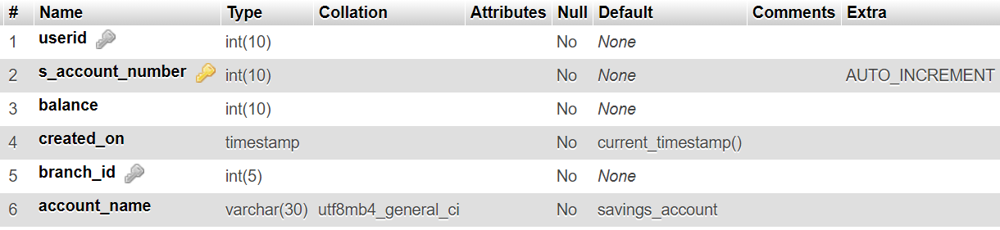 # Name Type Collation Attributes Null Default Comments Extra
1 userid int(10) No None
2 s_account_number int(10) No None AUTO_INCREMENT
3 balance int(10) No None
4 created_on timestamp No current_timestamp()
5 branch_id int(5) No None
6 account_name varchar(30) utf8mb4_general_ci No savings_account